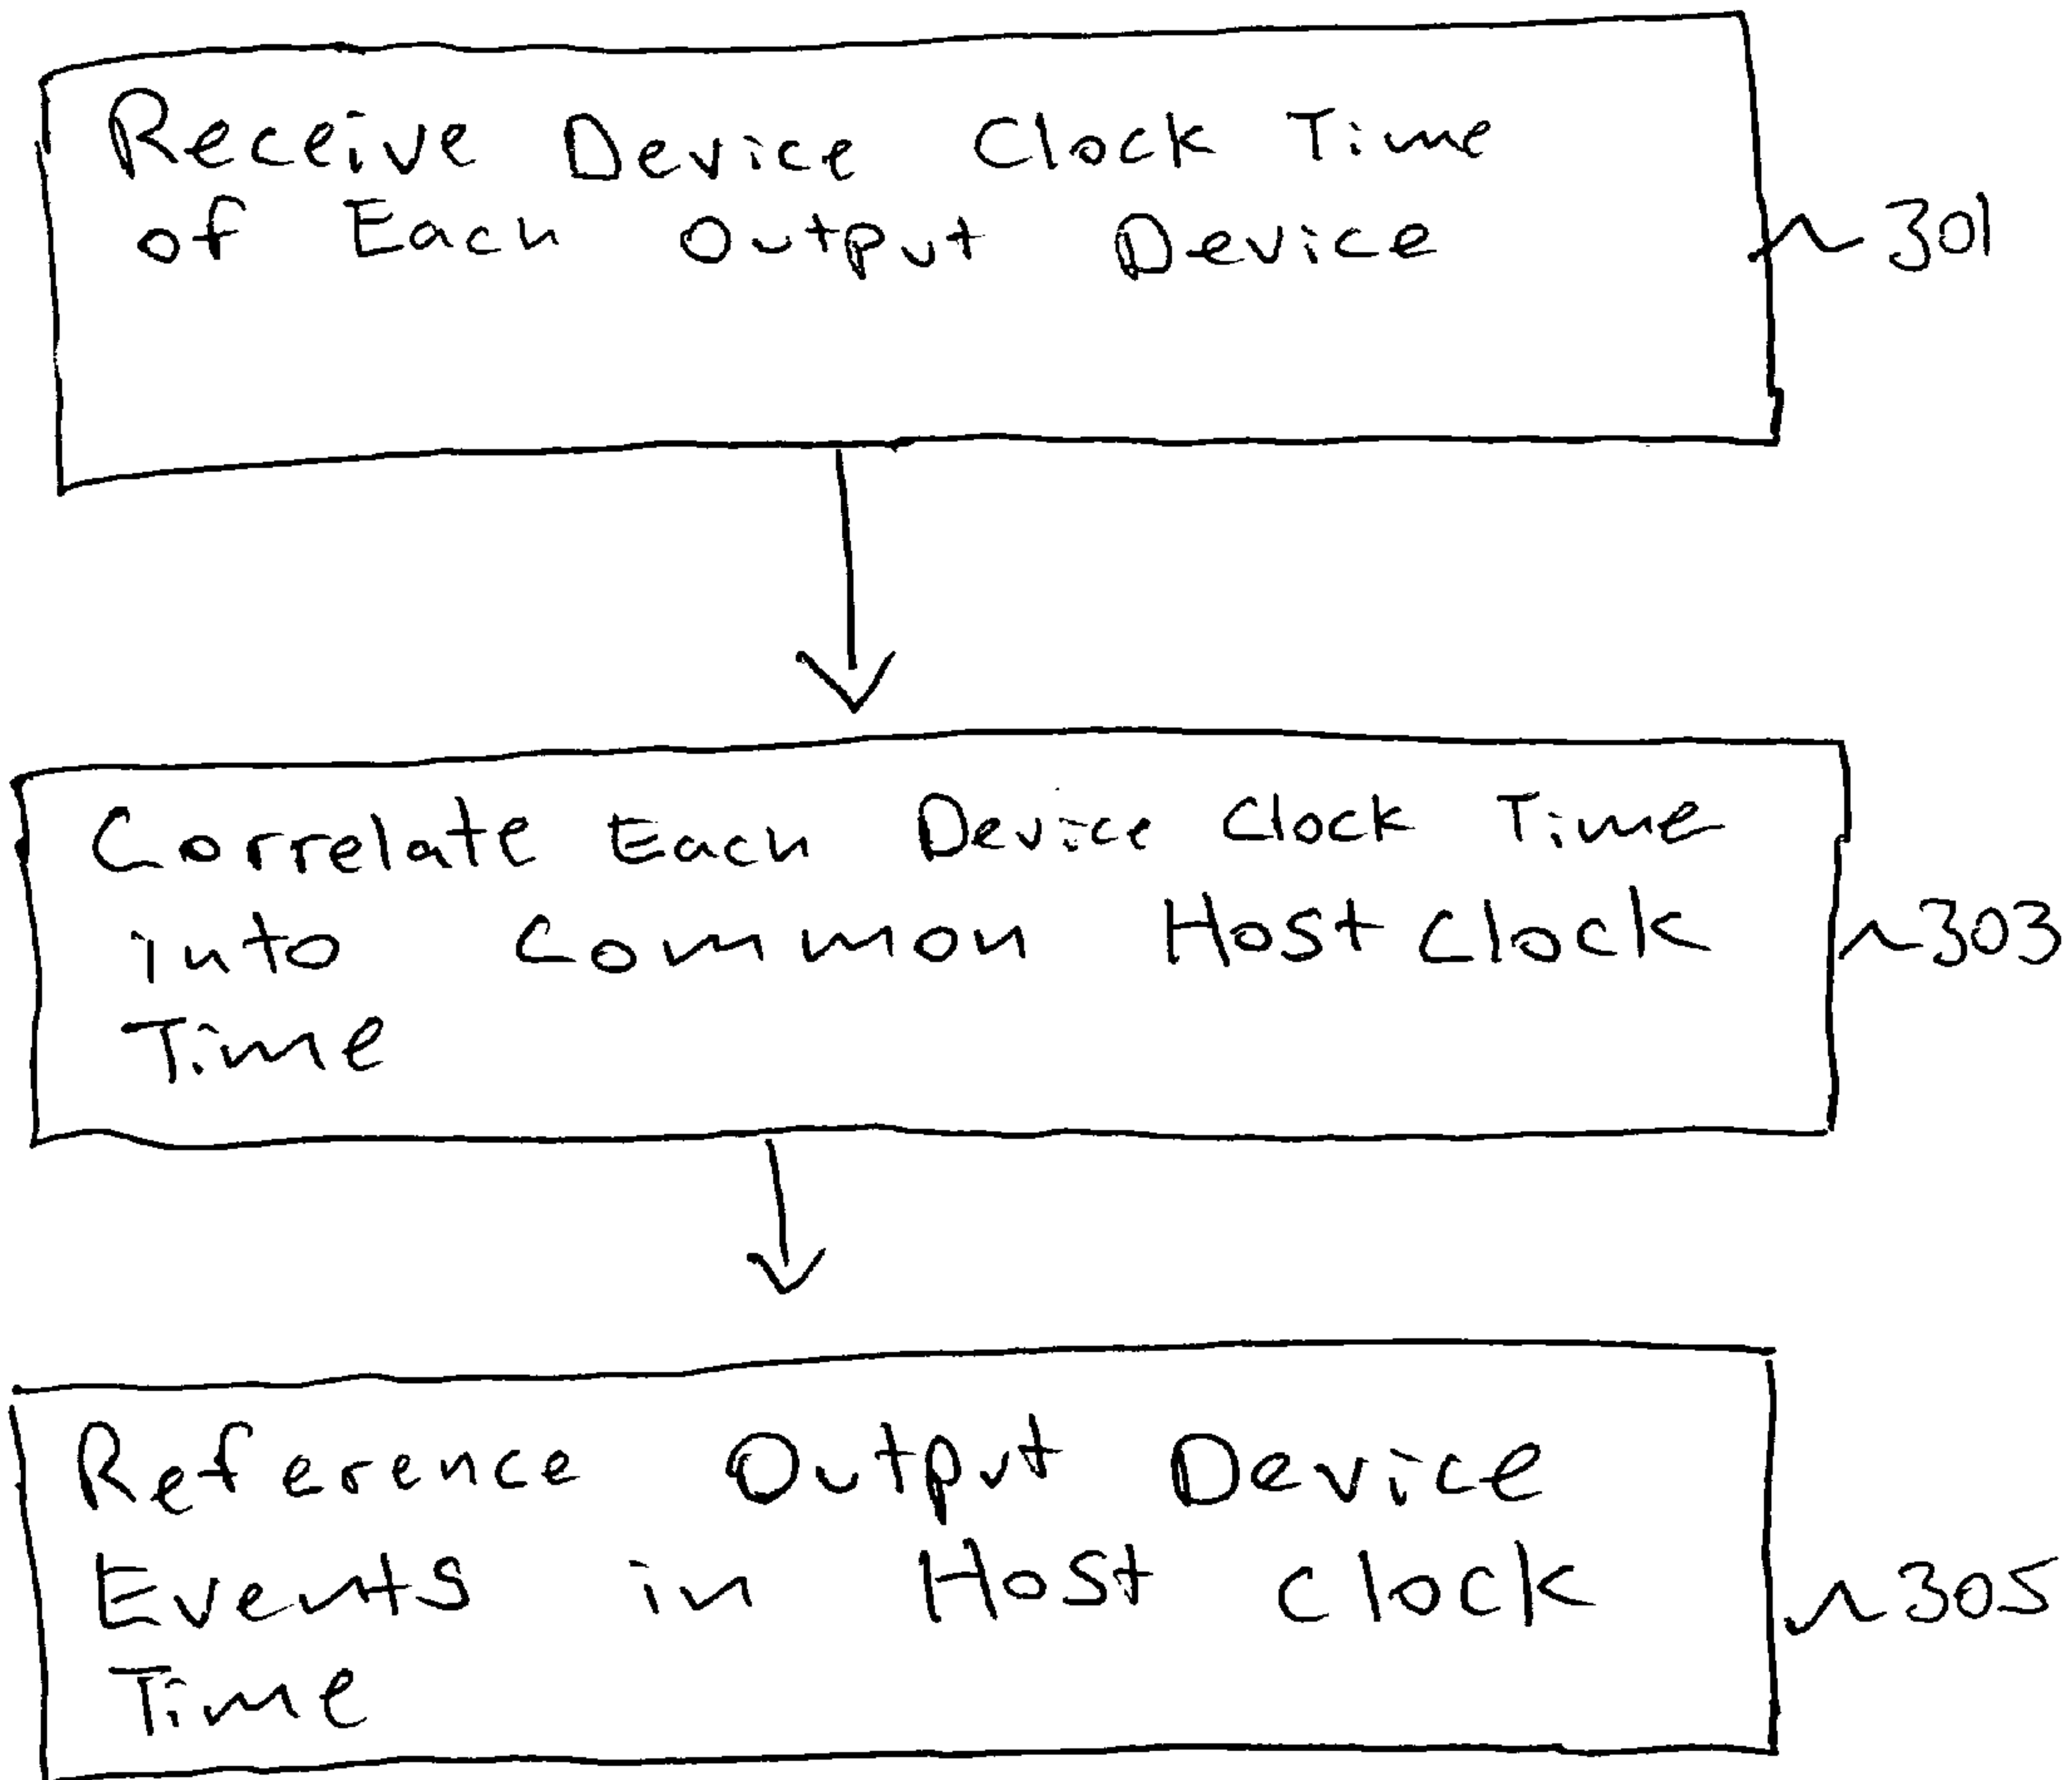 Receive Device Clock Time
of Each Output Device
301
Correlate Each Device Clock Time
into Common Host Clock
Time
303
Reference Output Device
Events in Host Clock
Time
305